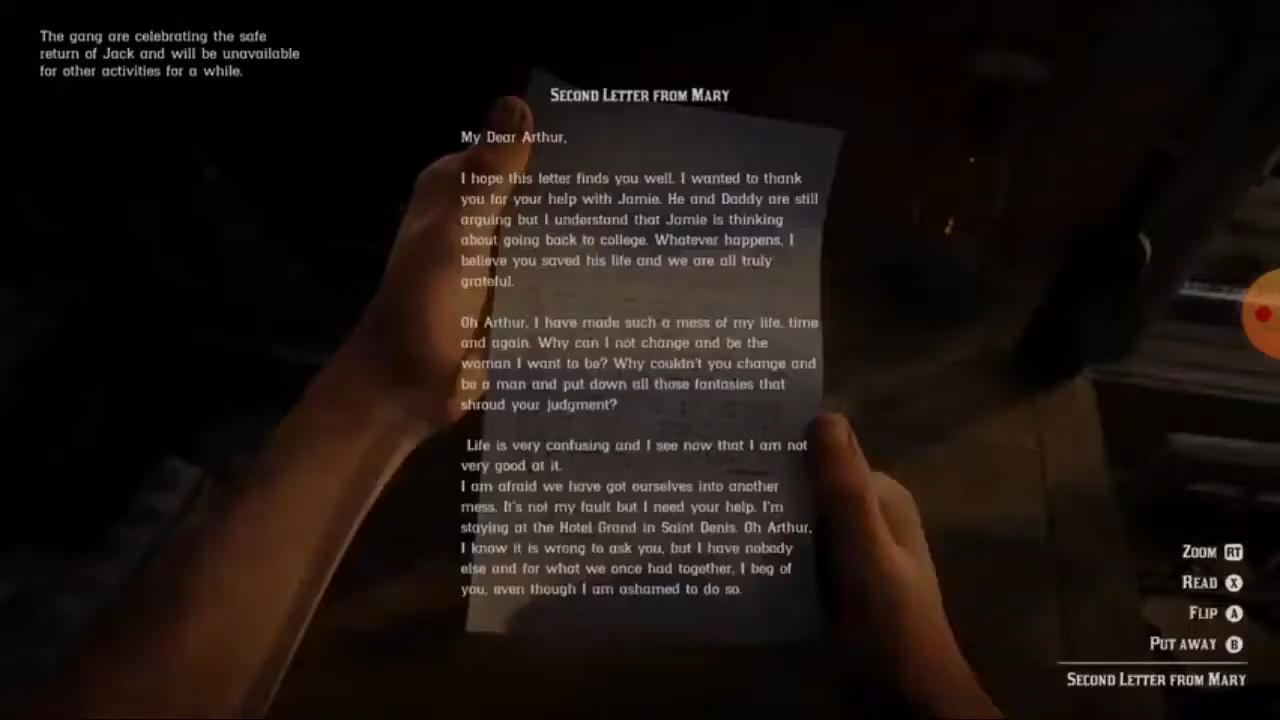 The gang are celebrating the safe
return of Jack and will be unavailable
for other activities for a while.
SECOND LETTER FROM MARY
My Dear Arthur,
I hope this letter finds you well. I wanted to thank
you for your help with Jamie. He and Daddy are still
arguing but I understand that Jamie is thinking
about going back to college. Whatever happens, I
believe you saved his life and we are all truly
grateful.
Oh Arthur, I have made such a mess of my life, time
and again. Why can I not change and be the
woman I want to be? Why couldn't you change and
be a man and put down all those fantasies that
shroud your judgment?
Life is very confusing and I see now that I am not
very good at it.
I am afraid we have got ourselves into another
mess. It's not my fault but I need your help. I'm
staying at the Hotel Grand in Saint Denis. Oh Arthur,
I know it is wrong to ask you, but I have nobody
else and for what we once had together, I beg of
you, even though I am ashamed to do so.
ZOOM RT
READ X
FLIP A
PUT AWAY B
SECOND LETTER FROM MARY